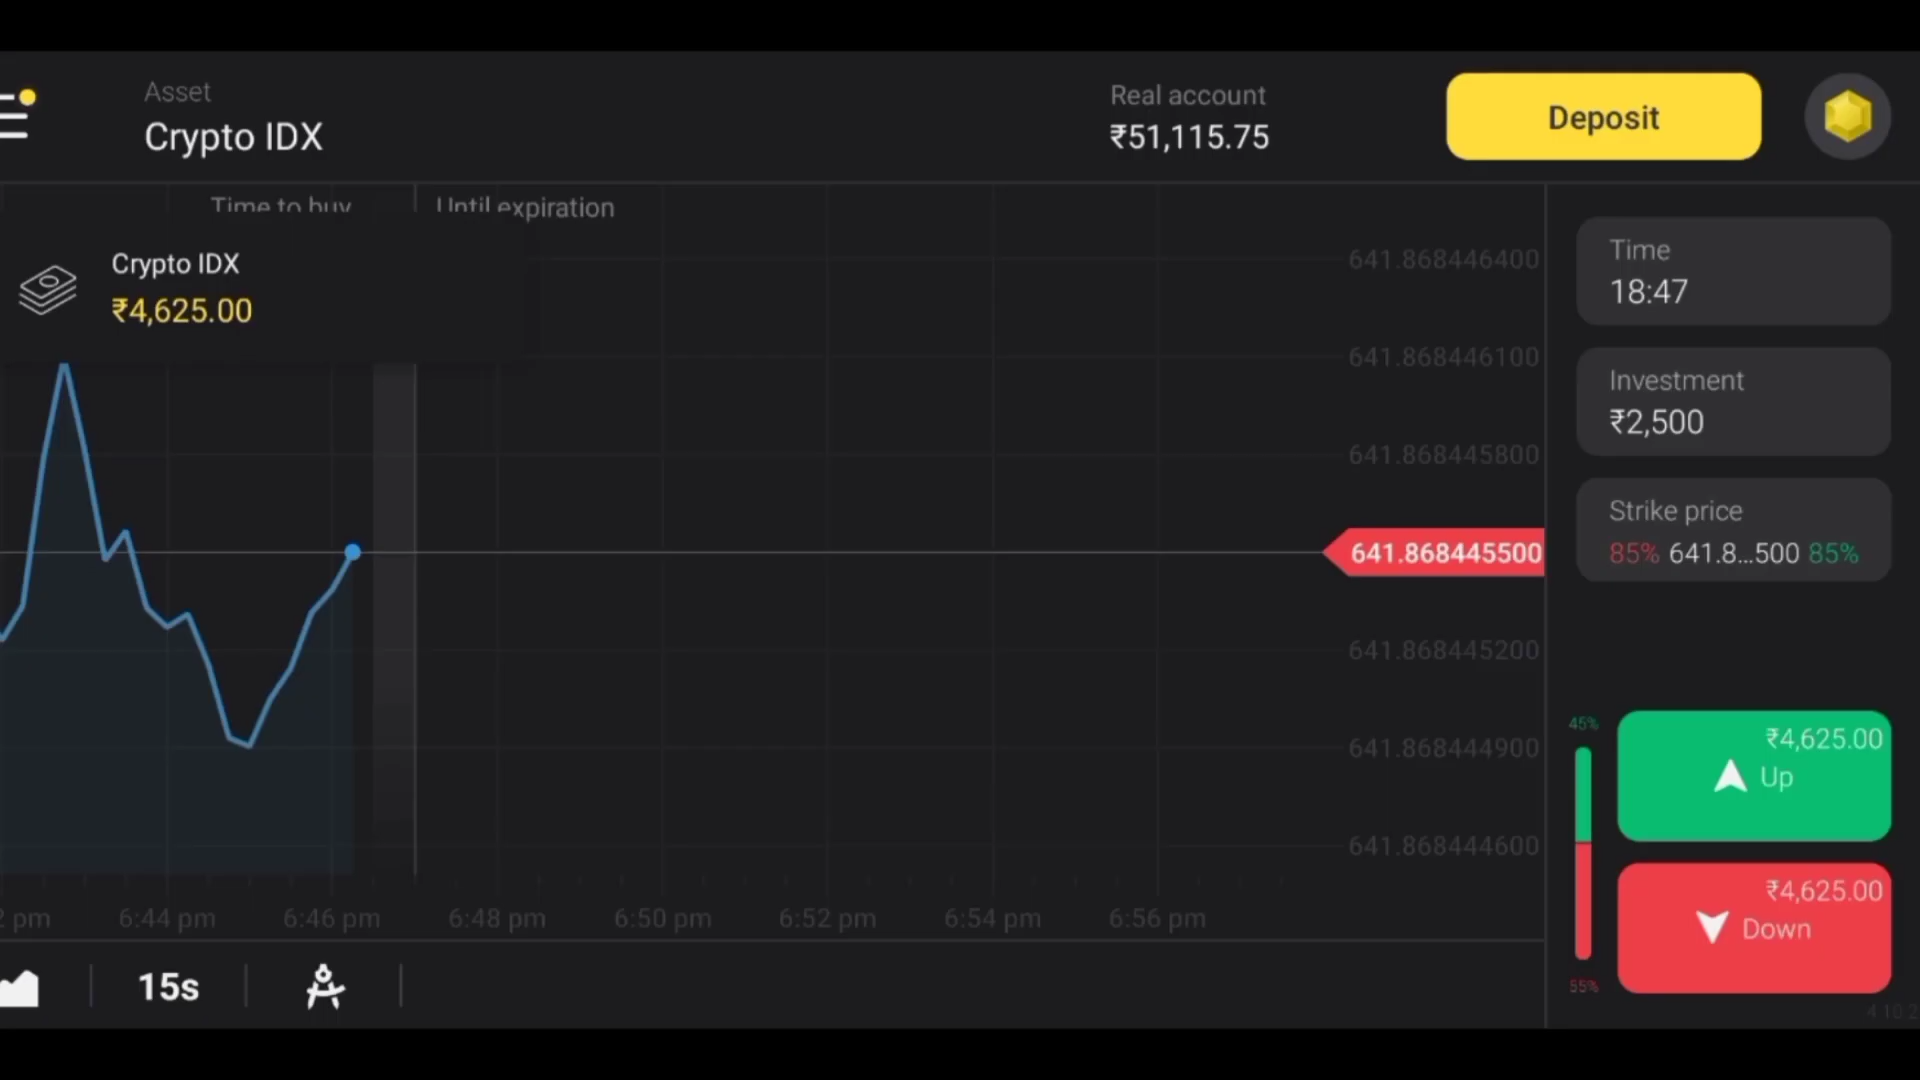 Asset
Crypto IDX
Real account
₹51,115.75
Deposit
Time to buy
Until expiration
Crypto IDX
₹4,625.00
641.868446400
641.868446100
641.868445800
641.868445500
641.868445200
641.868444900
641.868444600
Time
18:47
Investment
₹2,500
Strike price
85% 641.8...500 85%
45%
₹4,625.00
Up
₹4,625.00
Down
55%
2 pm
6:44 pm
6:46 pm
6:48 pm
6:50 pm
6:52 pm
6:54 pm
6:56 pm
15s